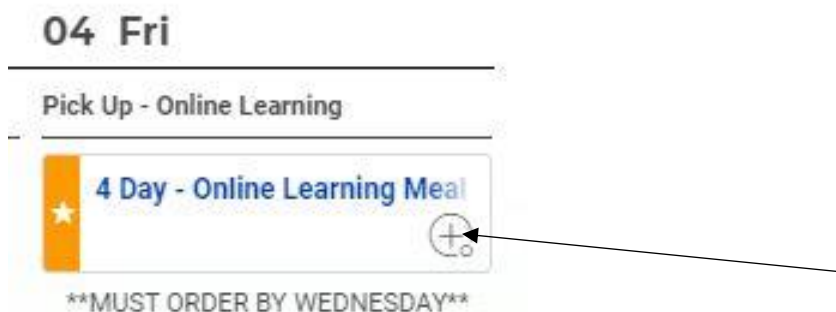 04 Fri
Pick Up - Online Learning
4 Day - Online Learning Meal
**MUST ORDER BY WEDNESDAY**